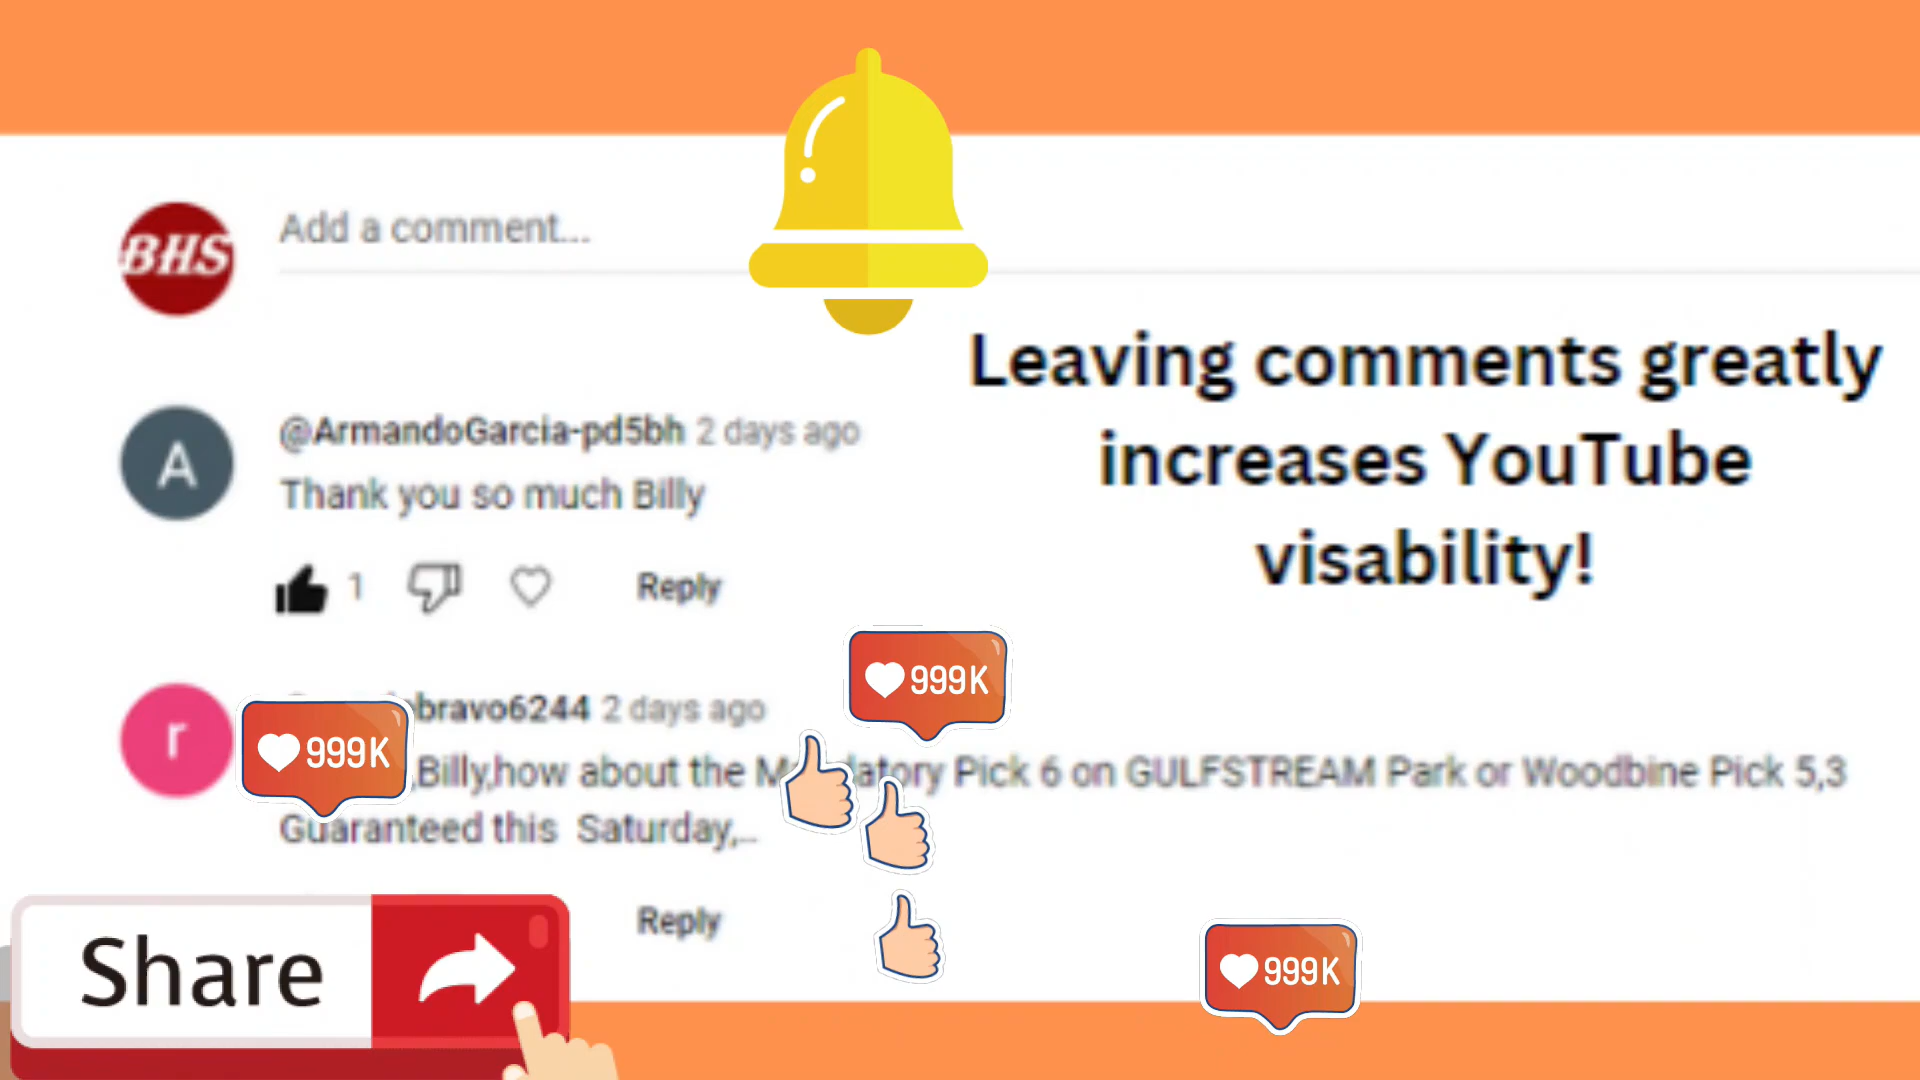 BHS
Add a comment...
Leaving comments greatly
increases YouTube
visability!
A
@ArmandoGarcia-pd5bh 2 days ago
Thank you so much Billy
1
Reply
999K
r
bravo6244 2 days ago
999K
Billy,how about the Pick 6 on GULFSTREAM Park or Woodbine Pick 5,3
Guaranteed this Saturday,...
Reply
Share
999K